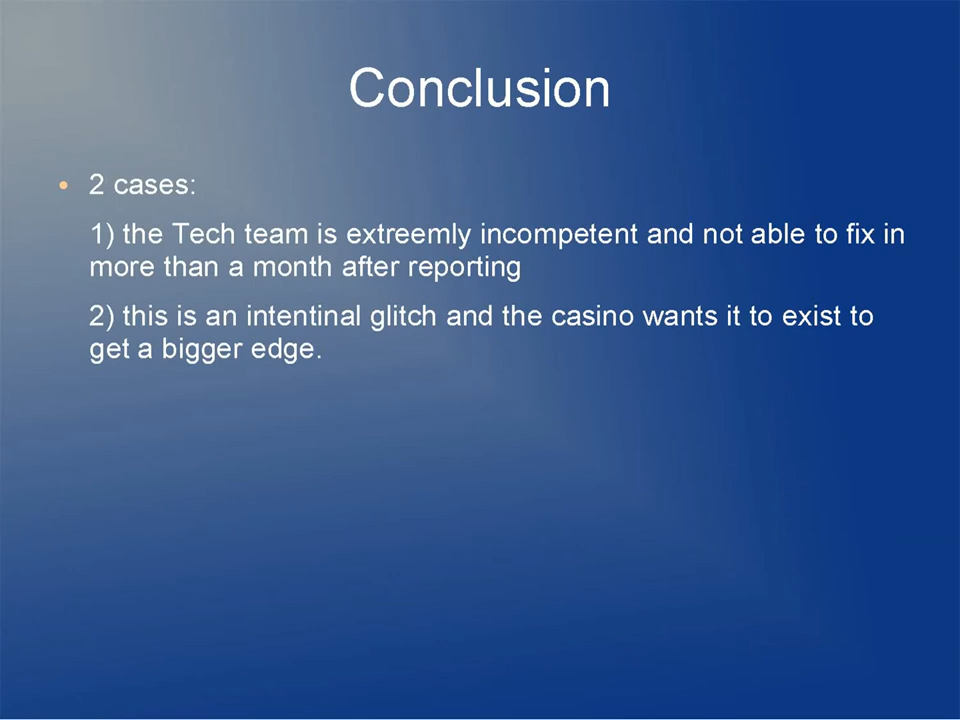 Conclusion
• 2 cases:
1) the Tech team is extreemly incompetent and not able to fix in
more than a month after reporting
2) this is an intentinal glitch and the casino wants it to exist to
get a bigger edge.